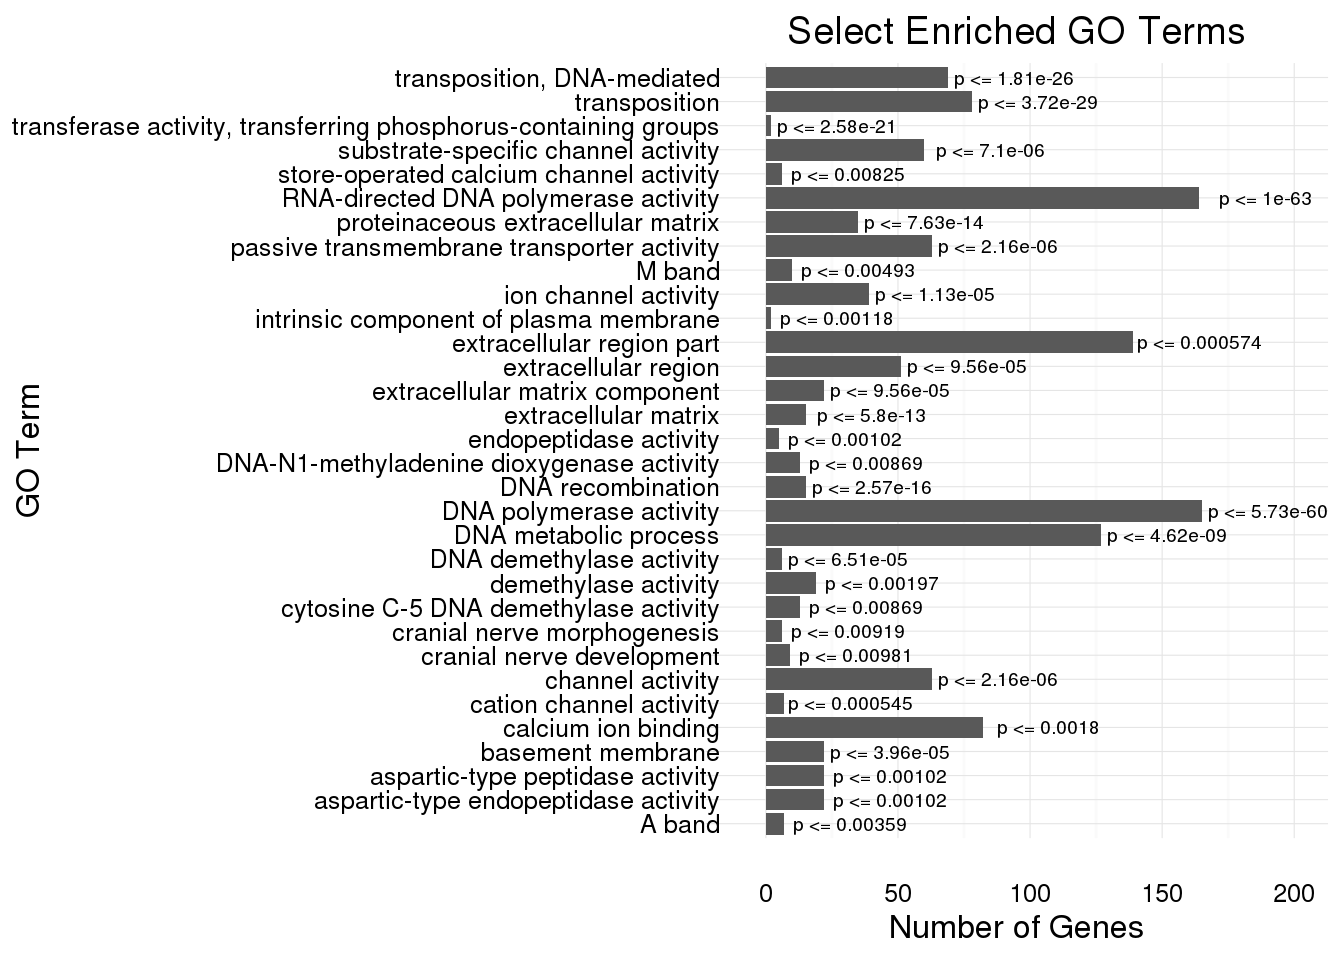 Select Enriched GO Terms
transposition, DNA-mediated p <= 1.81e-26
transposition p <= 3.72e-29
transferase activity, transferring phosphorus-containing groups p <= 2.58e-21
substrate-specific channel activity p <= 7.1e-06
store-operated calcium channel activity p <= 0.00825
RNA-directed DNA polymerase activity p <= 1e-63
proteinaceous extracellular matrix p <= 7.63e-14
passive transmembrane transporter activity p <= 2.16e-06
M band p <= 0.00493
ion channel activity p <= 1.13e-05
intrinsic component of plasma membrane p <= 0.00118
extracellular region part p <= 0.000574
extracellular region p <= 9.56e-05
extracellular matrix component p <= 9.56e-05
extracellular matrix p <= 5.8e-13
endopeptidase activity p <= 0.00102
DNA-N1-methyladenine dioxygenase activity p <= 0.00869
DNA recombination p <= 2.57e-16
DNA polymerase activity p <= 5.73e-60
DNA metabolic process p <= 4.62e-09
DNA demethylase activity p <= 6.51e-05
demethylase activity p <= 0.00197
cytosine C-5 DNA demethylase activity p <= 0.00869
cranial nerve morphogenesis p <= 0.00919
cranial nerve development p <= 0.00981
channel activity p <= 2.16e-06
cation channel activity p <= 0.000545
calcium ion binding p <= 0.0018
basement membrane p <= 3.96e-05
aspartic-type peptidase activity p <= 0.00102
aspartic-type endopeptidase activity p <= 0.00102
A band p <= 0.00359
GO Term
0 50 100 150 200
Number of Genes